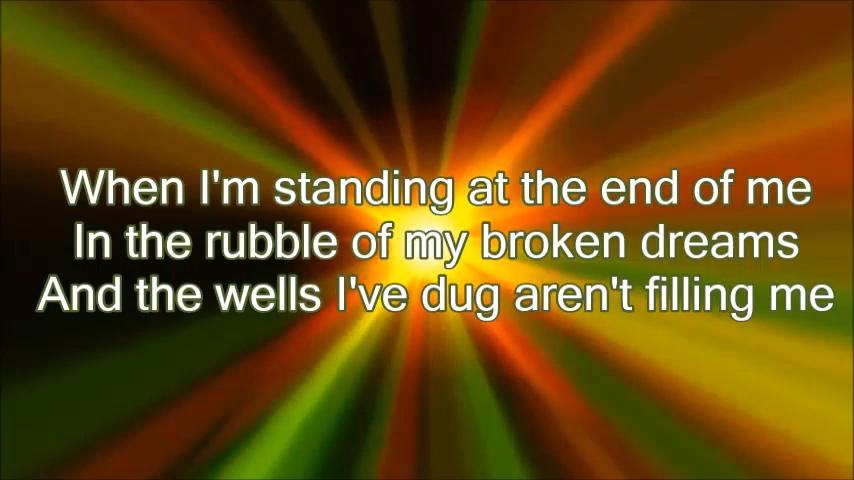 When I'm standing at the end of me
In the rubble of my broken dreams
And the wells I've dug aren't filling me